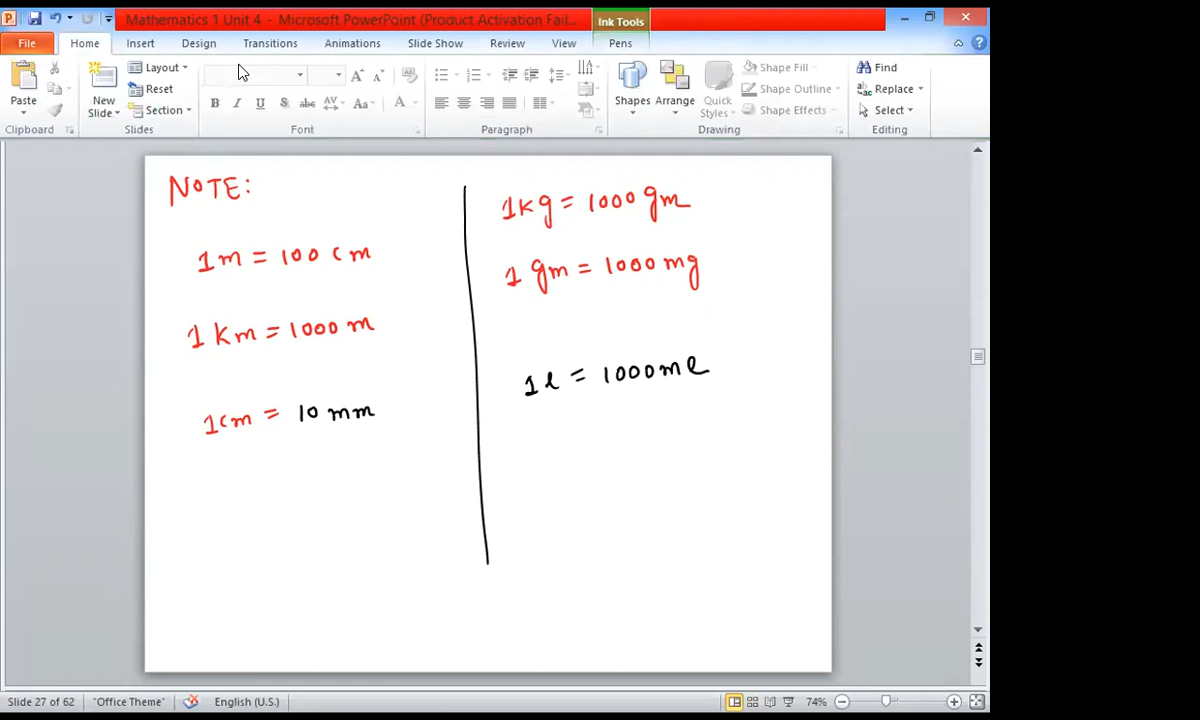 Mathematics 1 Unit 4 - Microsoft PowerPoint (Product Activation Fail...
Ink Tools
File Home Insert Design Transitions Animations Slide Show Review View Pens
Paste
New Slide
Layout
Reset
Section
Shapes
Arrange
Quick Styles
Shape Fill
Shape Outline
Shape Effects
Find
Replace
Select
Clipboard Slides Font Paragraph Drawing Editing
NOTE:
1m = 100 cm
1 km = 1000 m
1cm = 10 mm
1kg = 1000 gm
1 gm = 1000 mg
1l = 1000ml
Slide 27 of 62 "Office Theme" English (U.S.) 74%